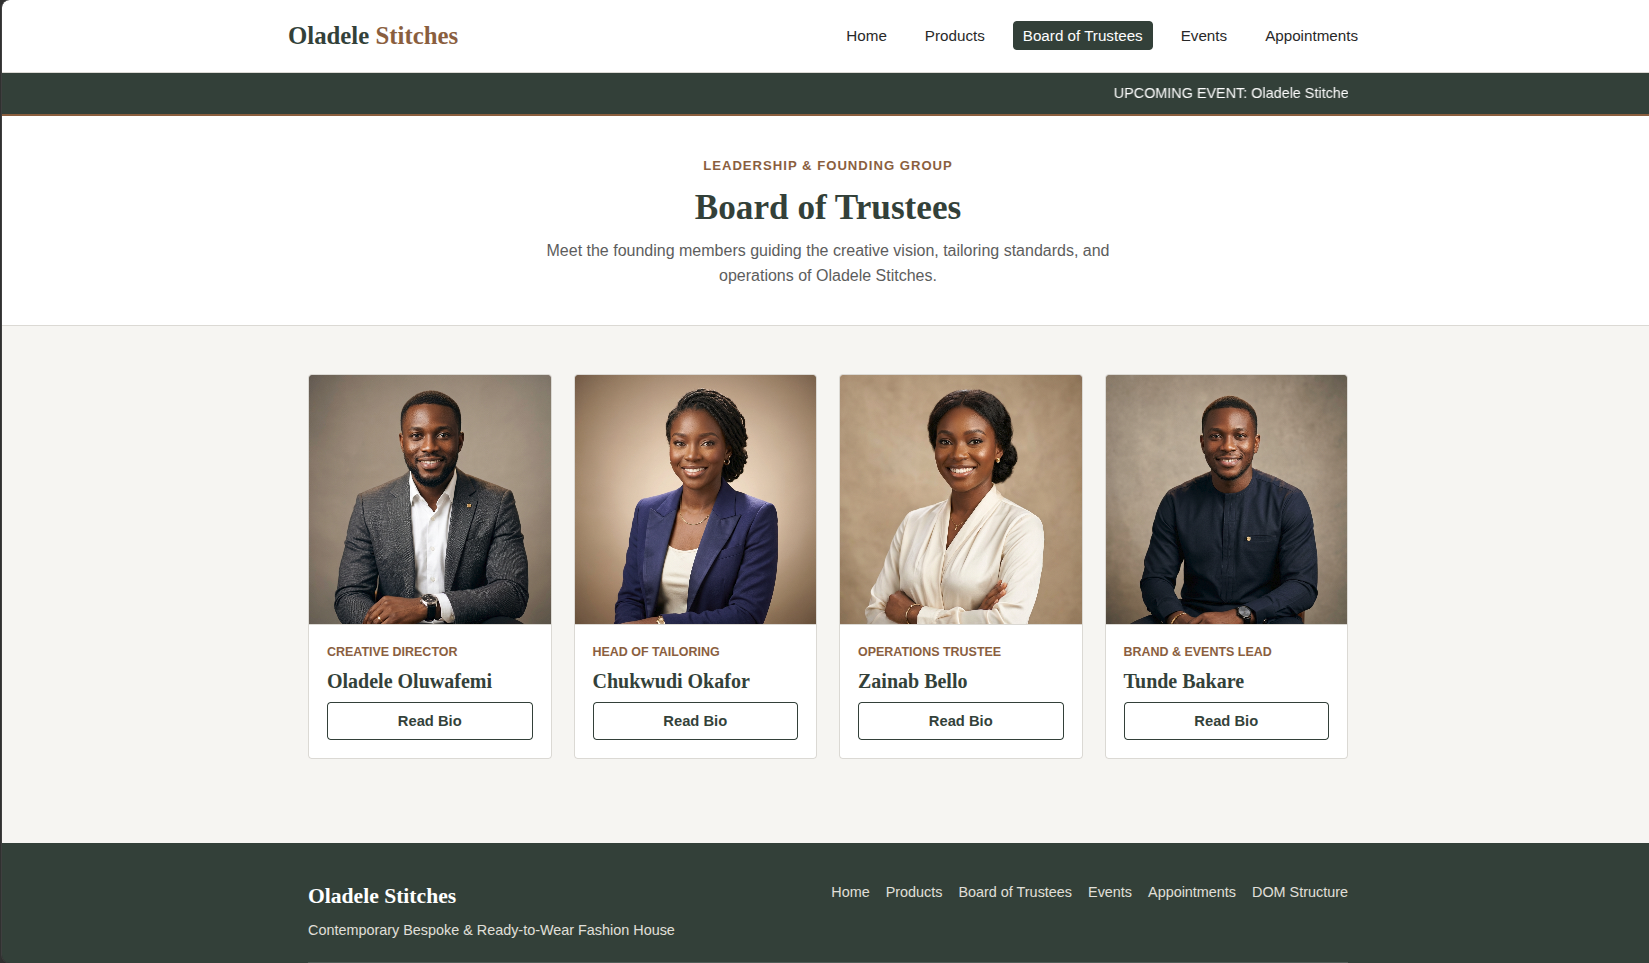 Oladele Stitches
Home Products Board of Trustees Events Appointments
UPCOMING EVENT: Oladele Stitche
LEADERSHIP & FOUNDING GROUP
Board of Trustees
Meet the founding members guiding the creative vision, tailoring standards, and
operations of Oladele Stitches.
CREATIVE DIRECTOR
Oladele Oluwafemi
Read Bio
HEAD OF TAILORING
Chukwudi Okafor
Read Bio
OPERATIONS TRUSTEE
Zainab Bello
Read Bio
BRAND & EVENTS LEAD
Tunde Bakare
Read Bio
Oladele Stitches
Contemporary Bespoke & Ready-to-Wear Fashion House
Home Products Board of Trustees Events Appointments DOM Structure